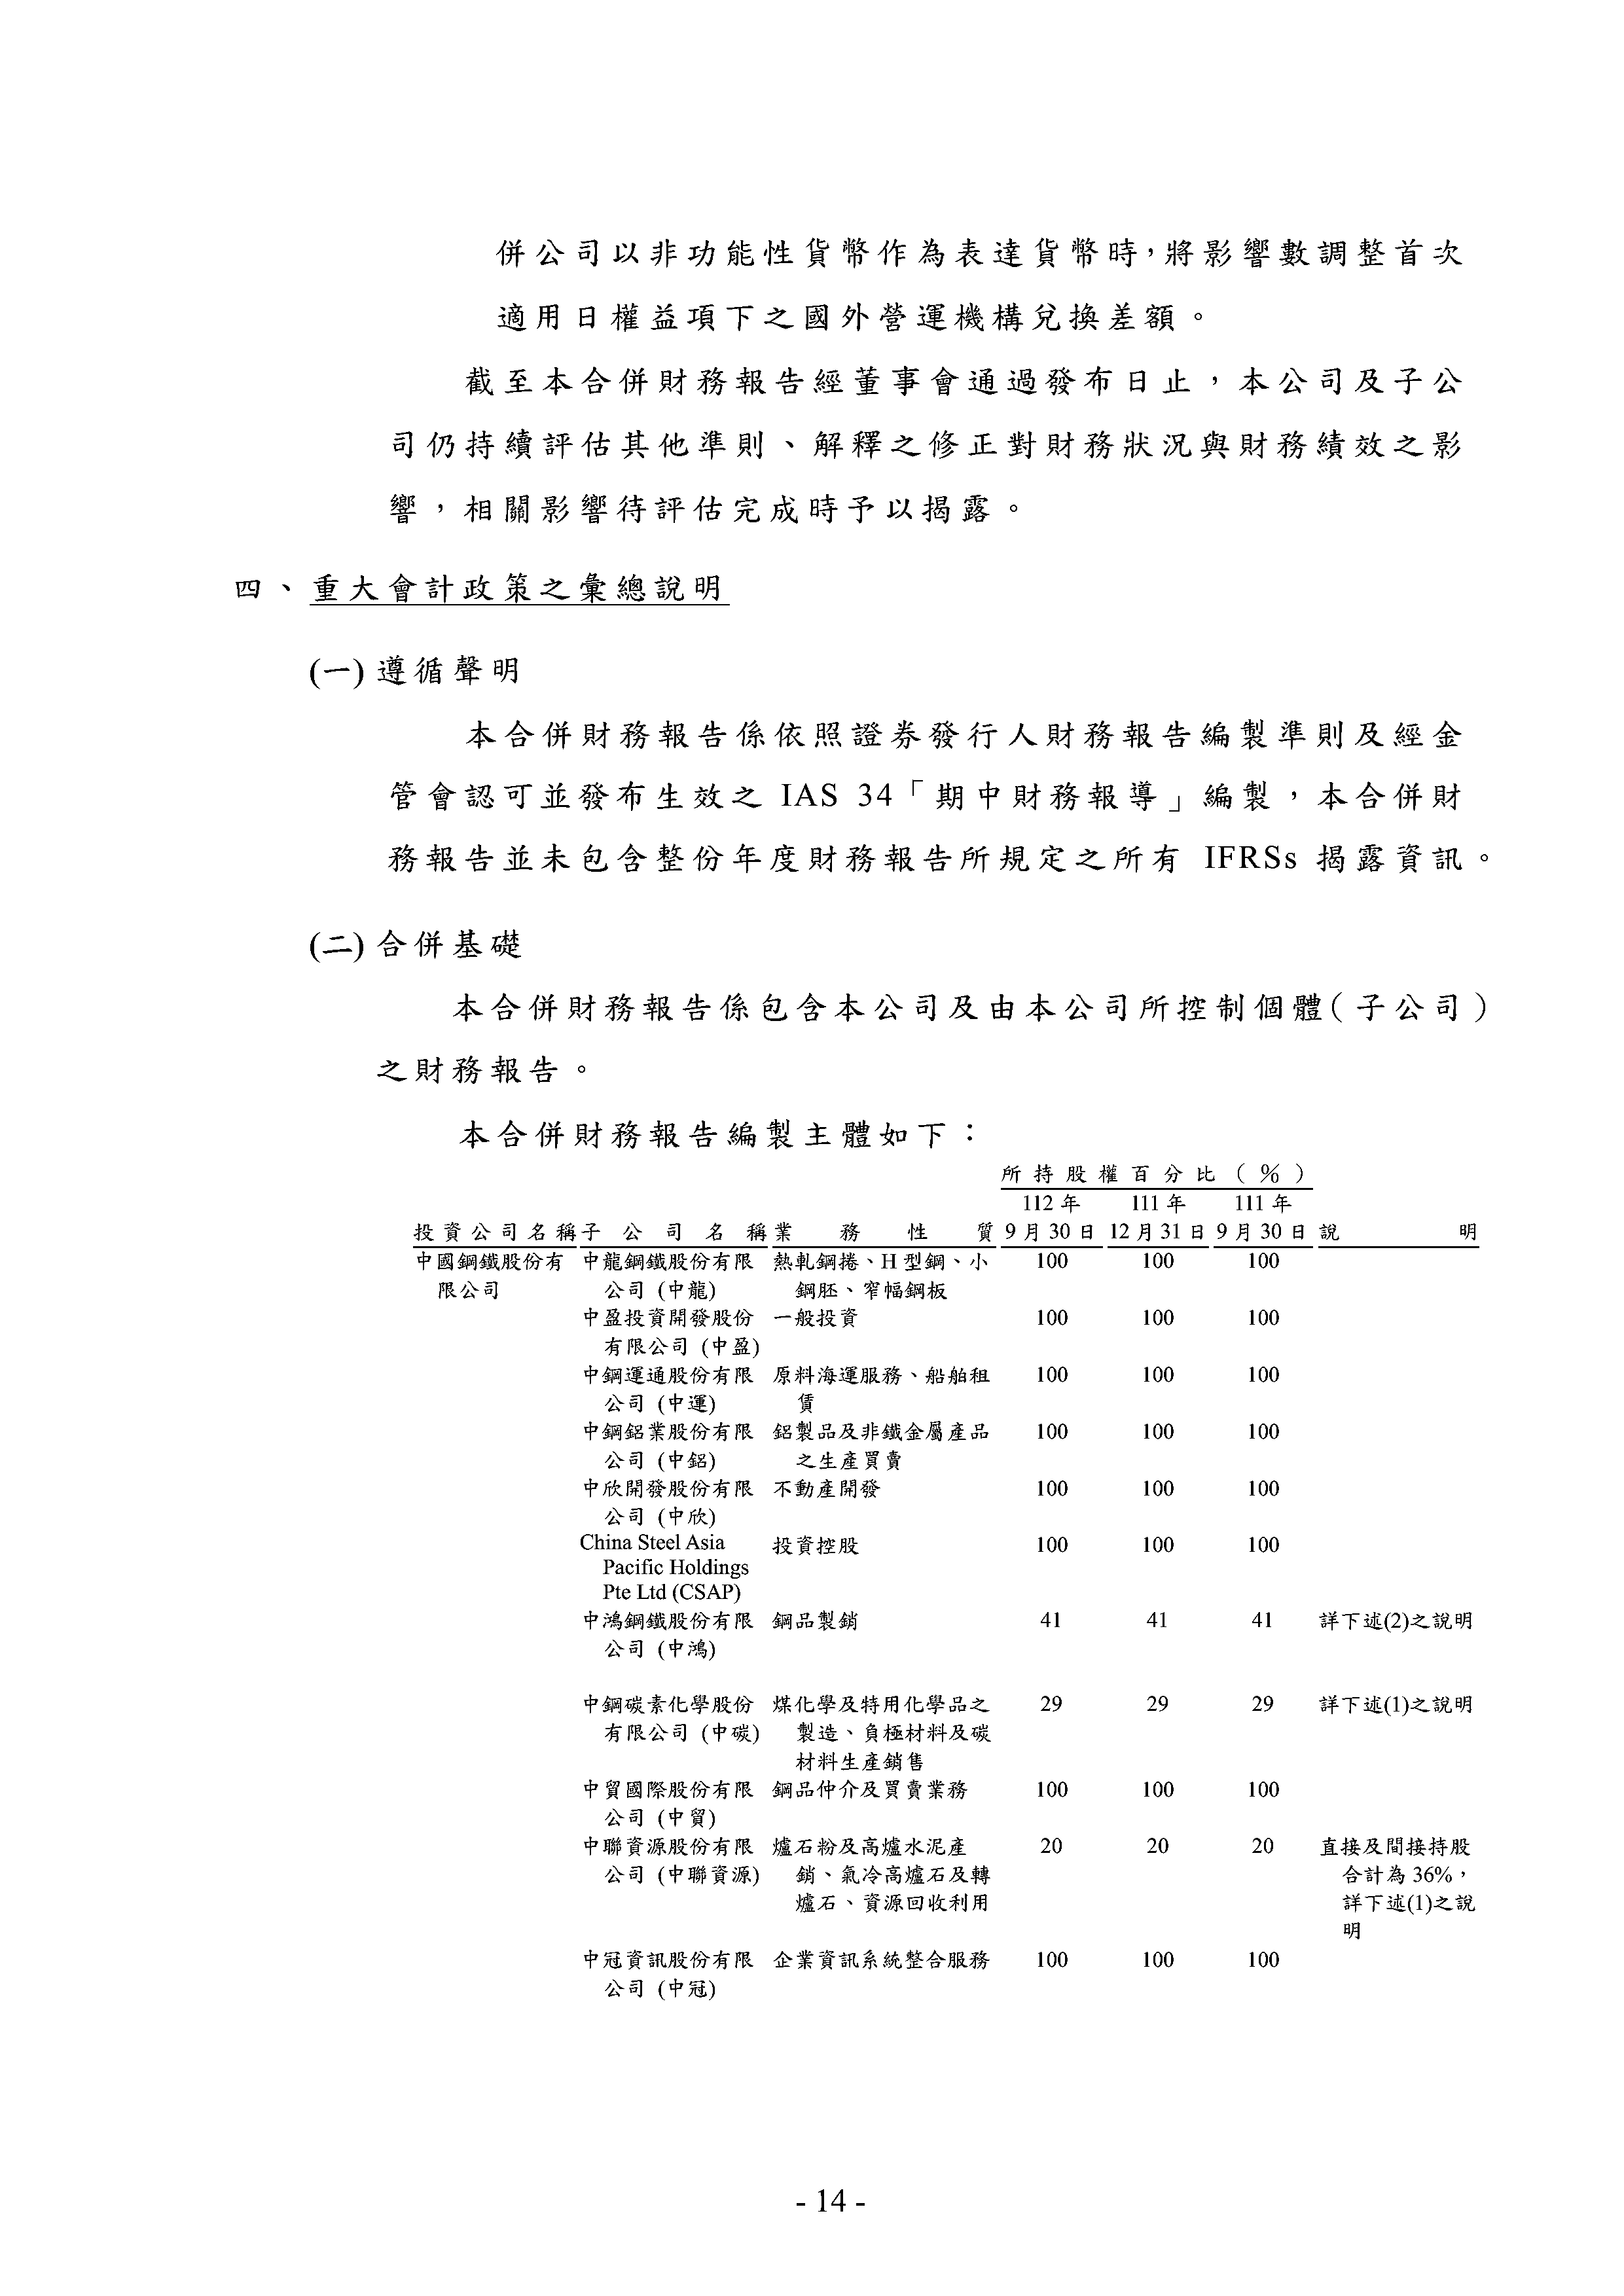 併公司以非功能性貨幣作為表達貨幣時，將影響數調整首次
適用日權益項下之國外營運機構兌換差額。
截至本合併財務報告經董事會通過發布日止，本公司及子公
司仍持續評估其他準則、解釋之修正對財務狀況與財務績效之影
響，相關影響待評估完成時予以揭露。
四、重大會計政策之彙總說明
(一)遵循聲明
本合併財務報告係依照證券發行人財務報告編製準則及經金
管會認可並發布生效之 IAS 34「期中財務報導」編製，本合併財
務報告並未包含整份年度財務報告所規定之所有 IFRSs 揭露資訊。
(二)合併基礎
本合併財務報告係包含本公司及由本公司所控制個體（子公司）
之財務報告。
本合併財務報告編製主體如下：
所持股權百分比（%）
112年 111年 111年
投資公司名稱 子公司名稱 業務性質 9月30日 12月31日 9月30日 說明
中國鋼鐵股份有 中龍鋼鐵股份有限 熱軋鋼捲、H型鋼、小 100 100 100
限公司 公司 (中龍) 鋼胚、窄幅鋼板
中盈投資開發股份 一般投資 100 100 100
有限公司 (中盈)
中鋼運通股份有限 原料海運服務、船舶租 100 100 100
公司 (中運) 賃
中鋼鋁業股份有限 鋁製品及非鐵金屬產品 100 100 100
公司 (中鋁) 之生產買賣
中欣開發股份有限 不動產開發 100 100 100
公司 (中欣)
China Steel Asia 投資控股 100 100 100
Pacific Holdings
Pte Ltd (CSAP)
中鴻鋼鐵股份有限 鋼品製銷 41 41 41 詳下述(2)之說明
公司 (中鴻)
中鋼碳素化學股份 煤化學及特用化學品之 29 29 29 詳下述(1)之說明
有限公司 (中碳) 製造、負極材料及碳
材料生產銷售
中貿國際股份有限 鋼品仲介及買賣業務 100 100 100
公司 (中貿)
中聯資源股份有限 爐石粉及高爐水泥產 20 20 20 直接及間接持股
公司 (中聯資源) 銷、氣冷高爐石及轉 合計為 36%，
爐石、資源回收利用 詳下述(1)之說
明
中冠資訊股份有限 企業資訊系統整合服務 100 100 100
公司 (中冠)
- 14 -